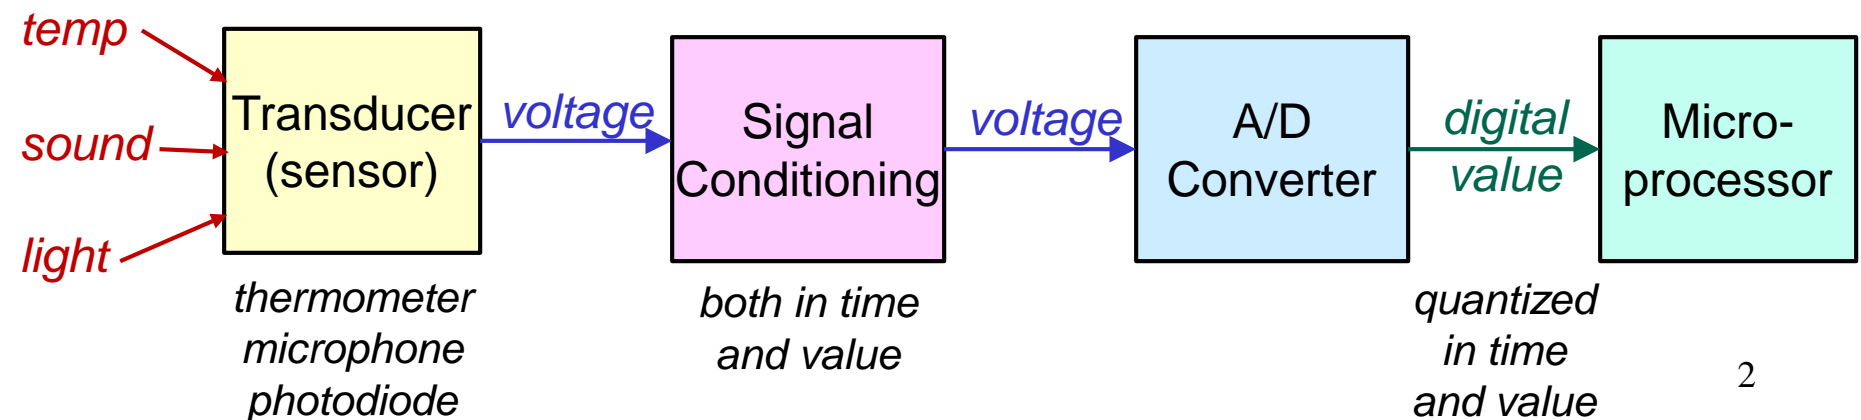 temp
sound
light
Transducer
(sensor)
thermometer
microphone
photodiode
voltage
Signal
Conditioning
both in time
and value
voltage
A/D
Converter
digital
value
quantized
in time
and value
Micro-
processor
2